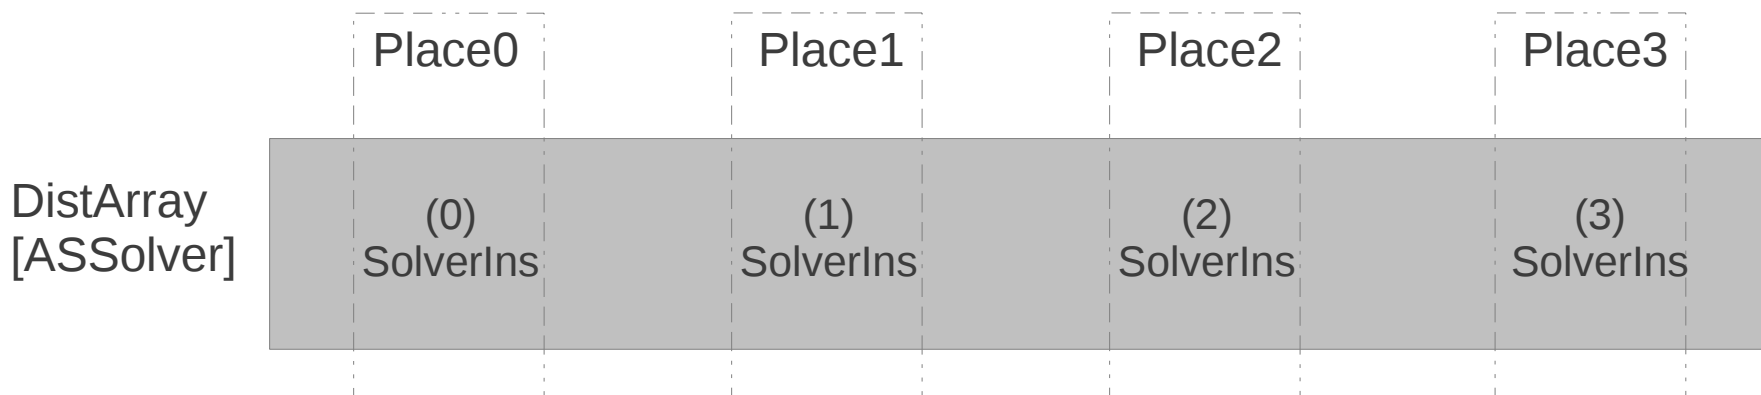 Place0
Place1
Place2
Place3
DistArray
[ASSolver]
(0)
SolverIns
(1)
SolverIns
(2)
SolverIns
(3)
SolverIns